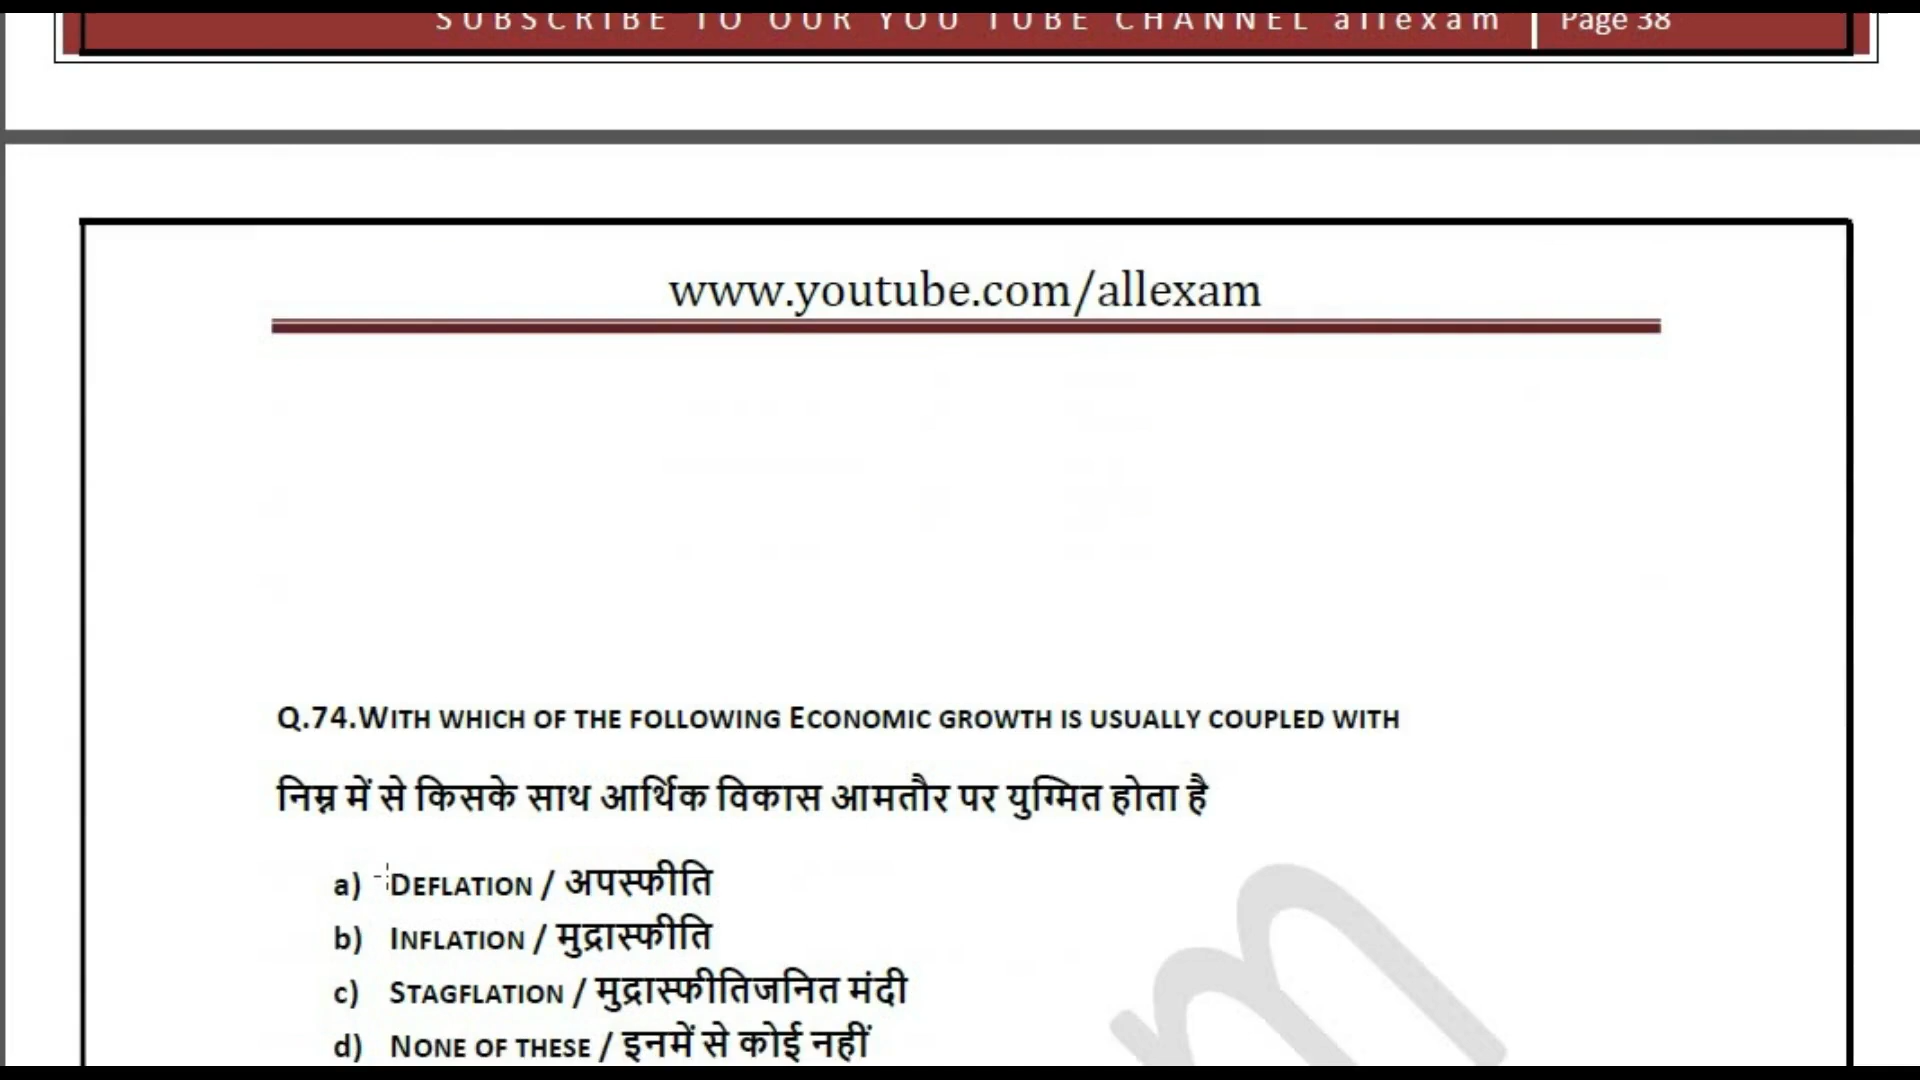 SUBSCRIBE TO OUR YOU TUBE CHANNEL allexam Page 38
www.youtube.com/allexam
Q.74.WITH WHICH OF THE FOLLOWING ECONOMIC GROWTH IS USUALLY COUPLED WITH
निम्न में से किसके साथ आर्थिक विकास आमतौर पर युग्मित होता है
a) DEFLATION / अपस्फीति
b) INFLATION / मुद्रास्फीति
c) STAGFLATION / मुद्रास्फीतिजनित मंदी
d) NONE OF THESE / इनमें से कोई नहीं
m